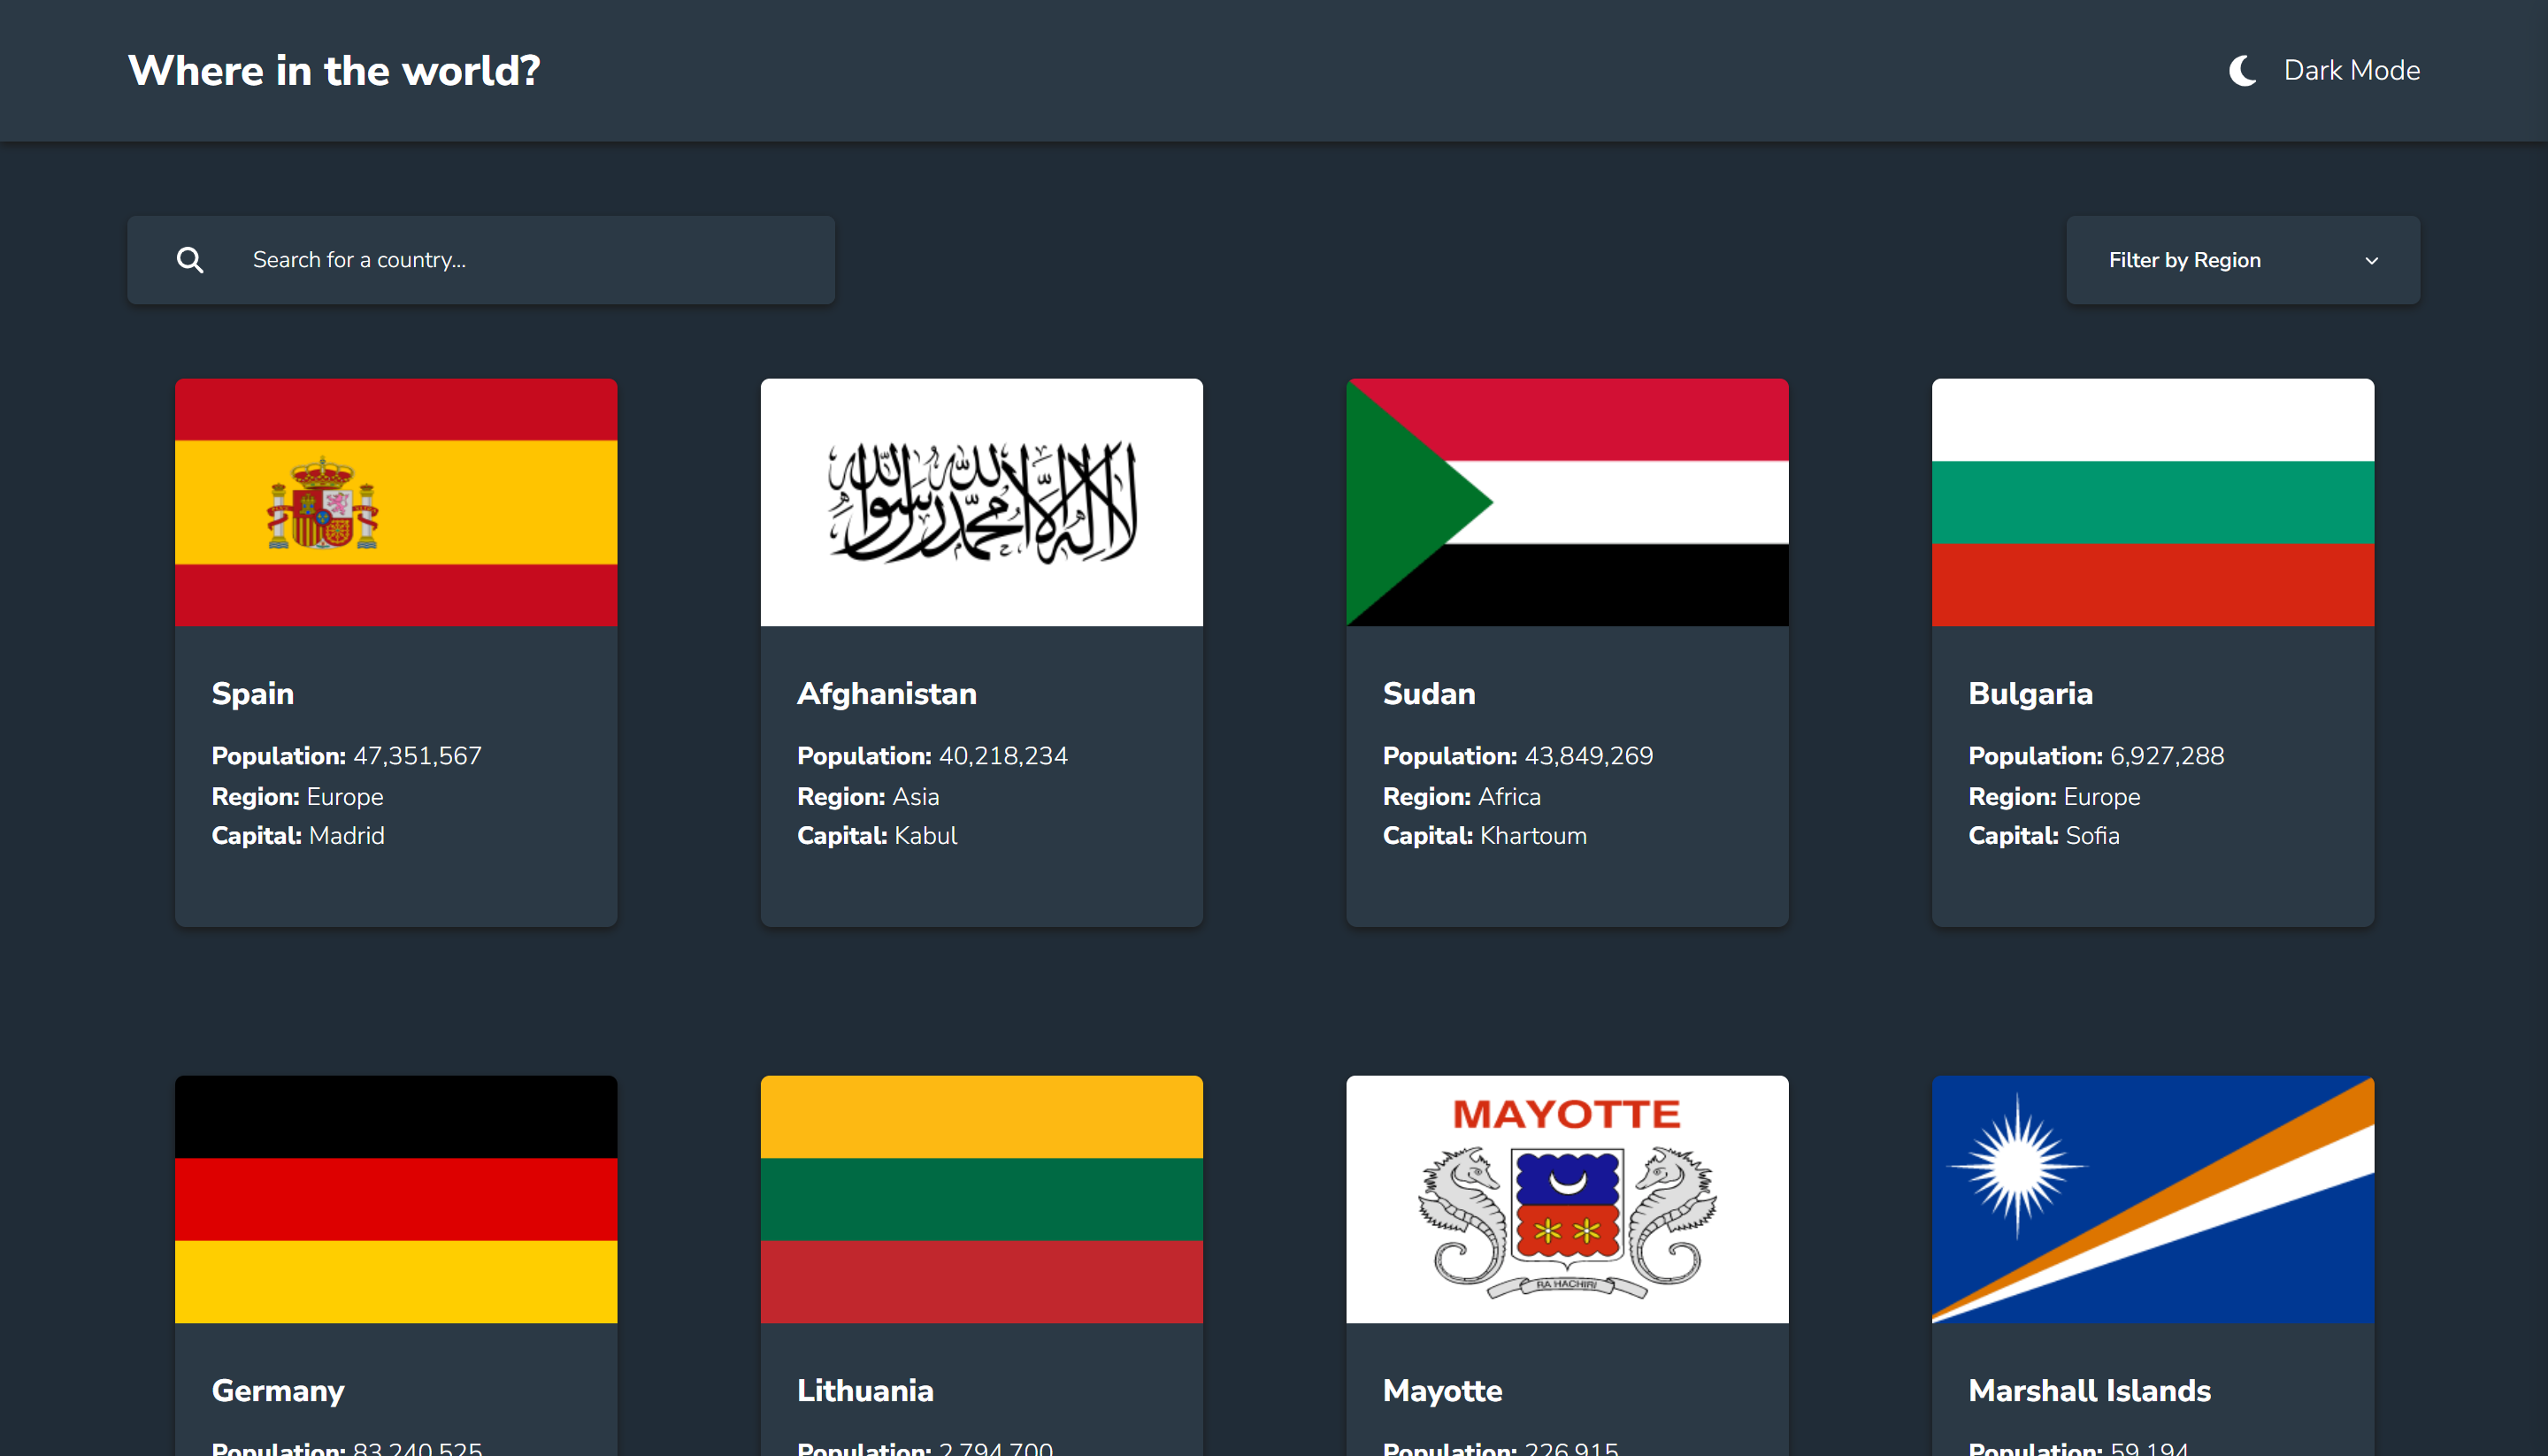 Where in the world?
Dark Mode
Search for a country...
Filter by Region
لا إله إلا الله محمد رسول الله
Spain
Population: 47,351,567
Region: Europe
Capital: Madrid
Afghanistan
Population: 40,218,234
Region: Asia
Capital: Kabul
Sudan
Population: 43,849,269
Region: Africa
Capital: Khartoum
Bulgaria
Population: 6,927,288
Region: Europe
Capital: Sofia
MAYOTTE
RA HACHIRI
Germany
Population: 83,240,525
Lithuania
Population: 2,794,700
Mayotte
Population: 226,915
Marshall Islands
Population: 59,194